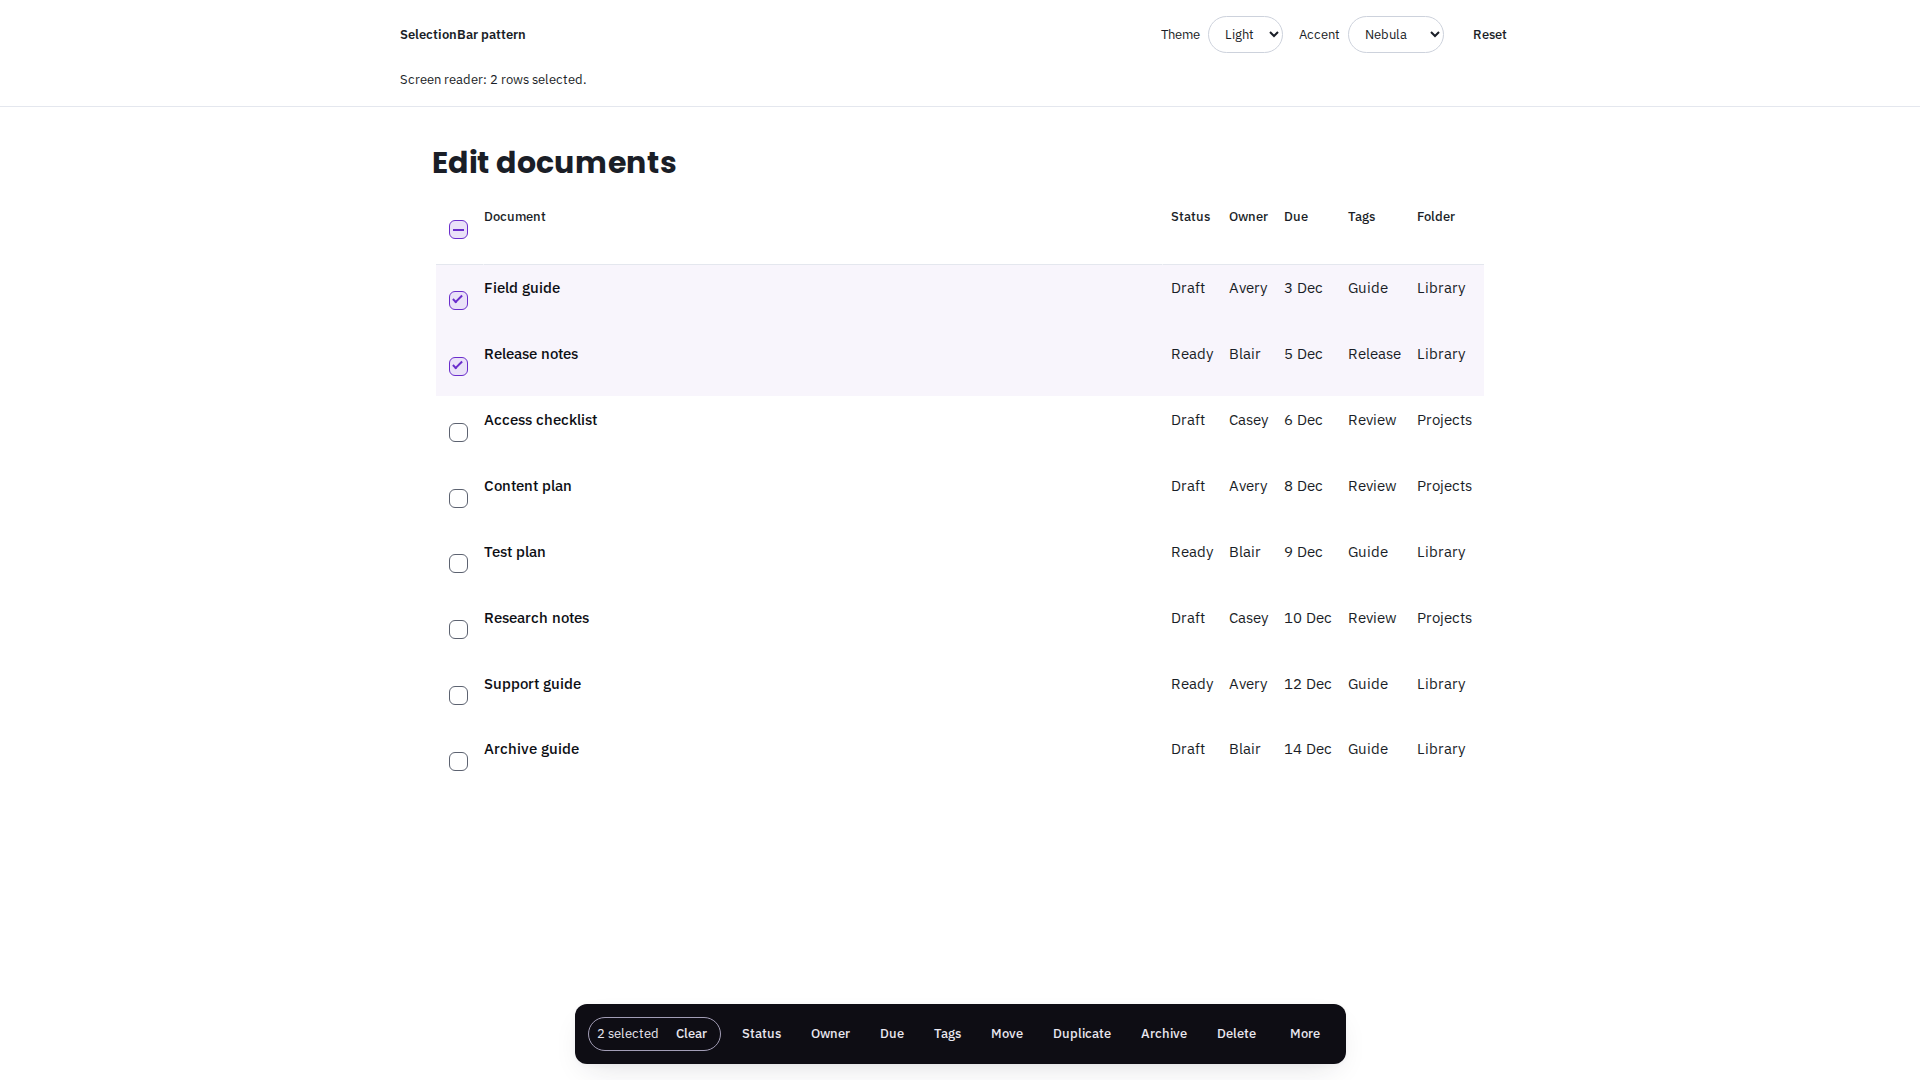 SelectionBar pattern Theme Light Accent Nebula Reset
Screen reader: 2 rows selected.
Edit documents
Document Status Owner Due Tags Folder
Field guide Draft Avery 3 Dec Guide Library
Release notes Ready Blair 5 Dec Release Library
Access checklist Draft Casey 6 Dec Review Projects
Content plan Draft Avery 8 Dec Review Projects
Test plan Ready Blair 9 Dec Guide Library
Research notes Draft Casey 10 Dec Review Projects
Support guide Ready Avery 12 Dec Guide Library
Archive guide Draft Blair 14 Dec Guide Library
2 selected Clear Status Owner Due Tags Move Duplicate Archive Delete More